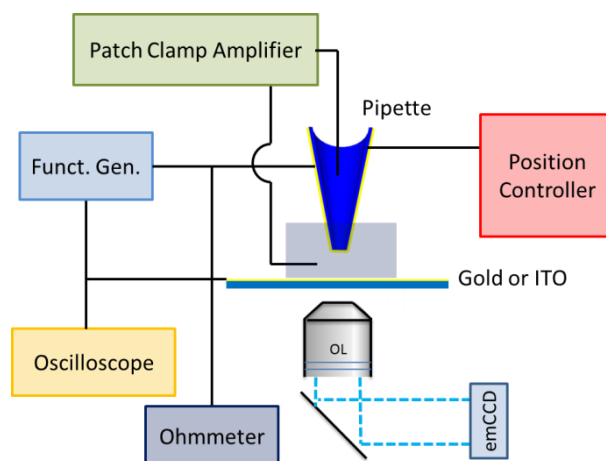 Patch Clamp Amplifier
Pipette
Funct. Gen.
Position
Controller
Gold or ITO
Oscilloscope
OL
emCCD
Ohmmeter